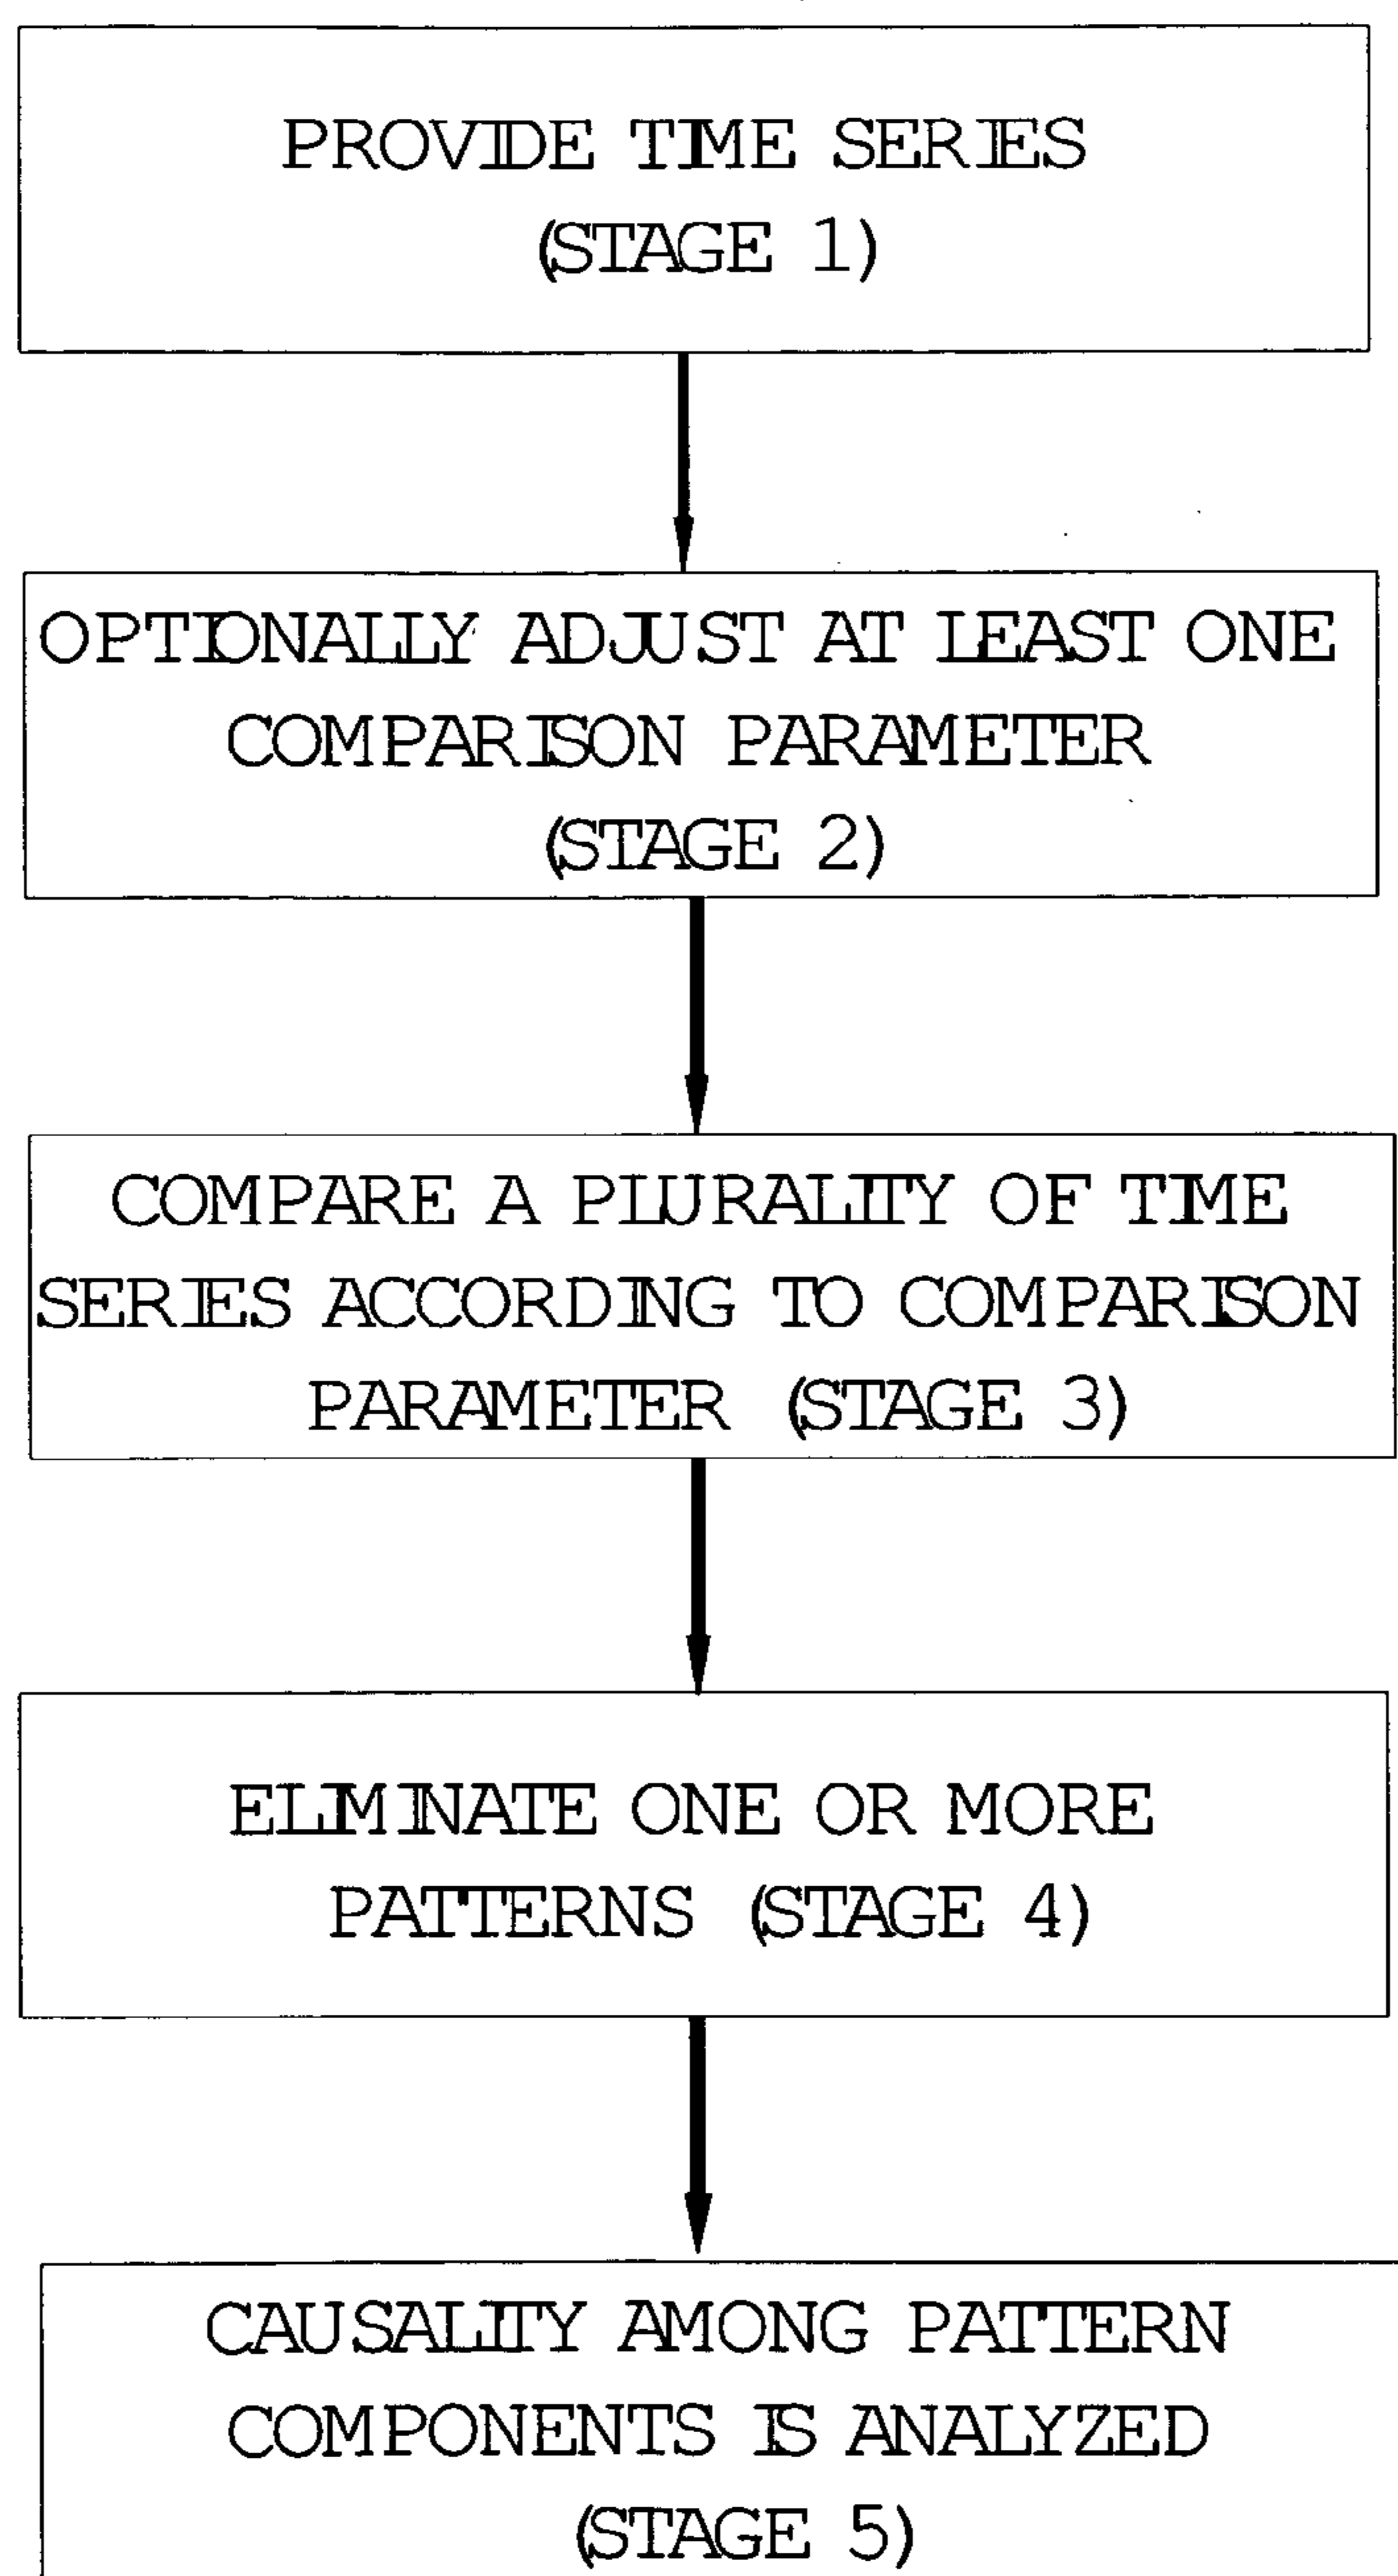 PROVIDE TIME SERIES
(STAGE 1)
OPTIONALLY ADJUST AT LEAST ONE
COMPARISON PARAMETER
(STAGE 2)
COMPARE A PLURALITY OF TIME
SERIES ACCORDING TO COMPARISON
PARAMETER (STAGE 3)
ELIMINATE ONE OR MORE
PATTERNS (STAGE 4)
CAUSALITY AMONG PATTERN
COMPONENTS IS ANALYZED
(STAGE 5)